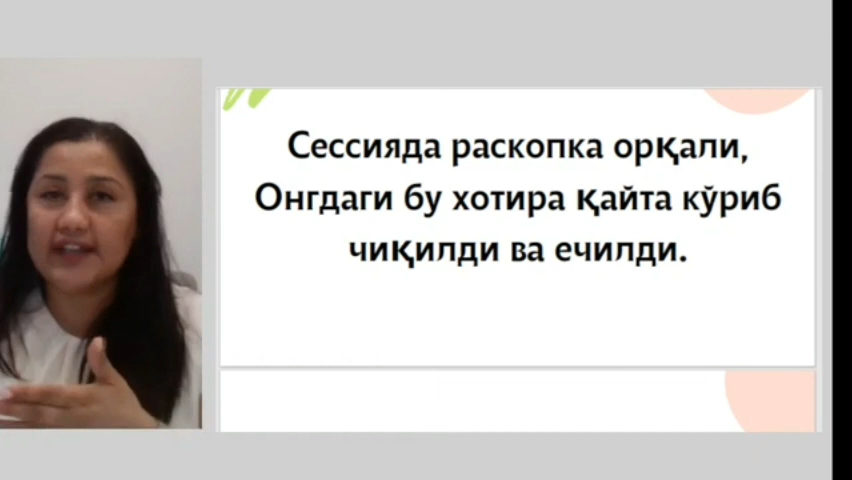 Сессияда раскопка орқали,
Онгдаги бу хотира қайта кўриб
чиқилди ва ечилди.